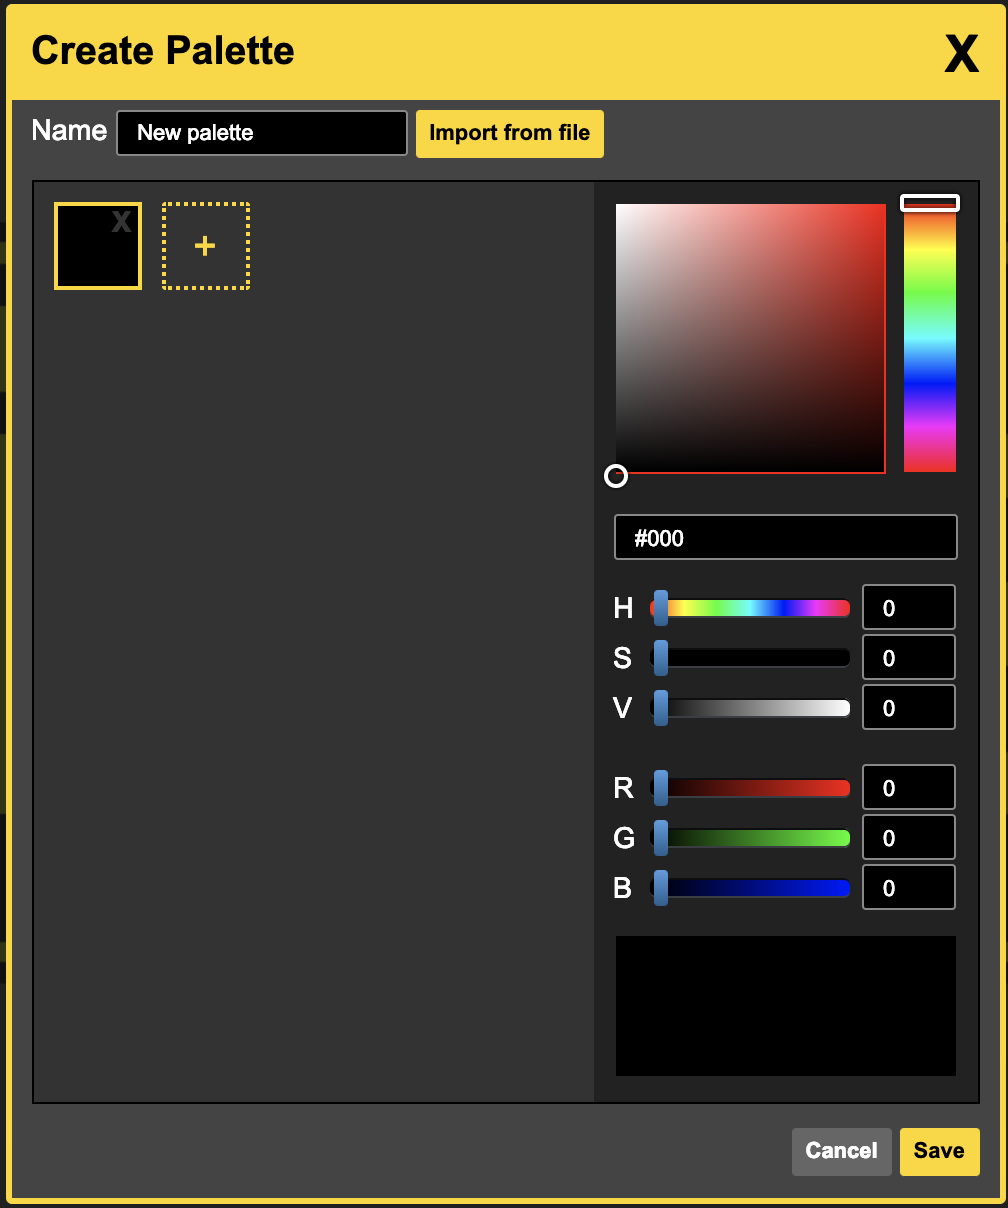 Create Palette X
Name New palette Import from file
X +
#000
H 0
S 0
V 0
R 0
G 0
B 0
Cancel Save